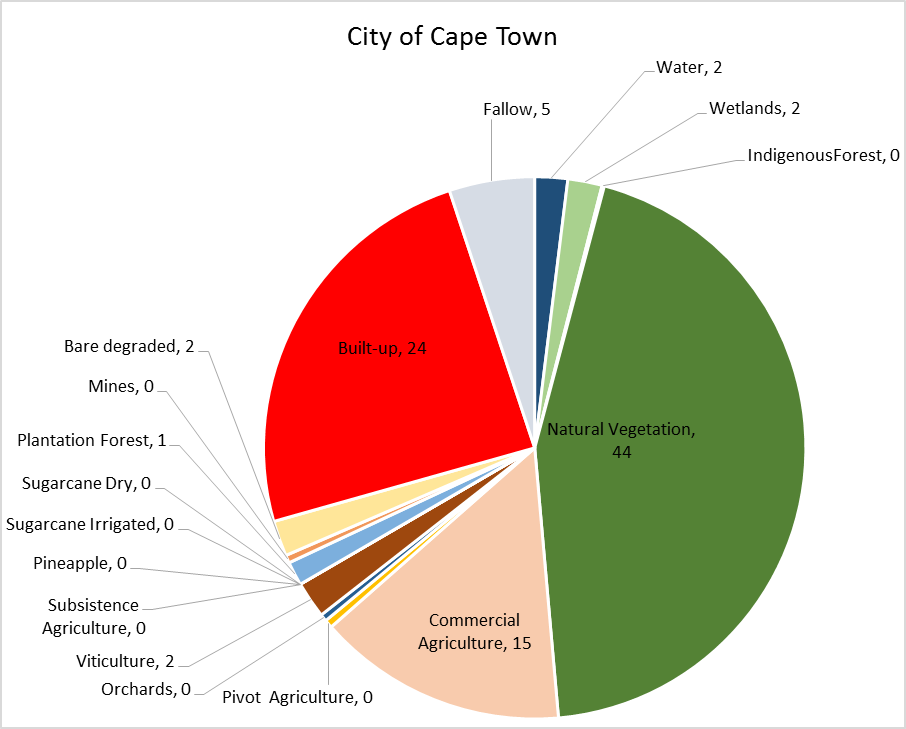 City of Cape Town
Water, 2
Fallow, 5
Wetlands, 2
IndigenousForest, 0
Bare degraded, 2
Built-up, 24
Mines, 0
Natural Vegetation,
44
Plantation Forest, 1
Sugarcane Dry, 0
Sugarcane Irrigated, 0
Pineapple, 0
Subsistence
Agriculture, 0
Commercial
Agriculture, 15
Viticulture, 2
Orchards, 0
Pivot Agriculture, 0